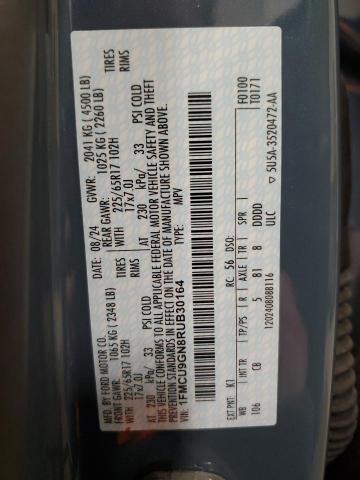 MFD. BY FORD MOTOR CO.
DATE: 08/24 GVWR: 2041 KG ( 4500 LB)
FRONT GAWR: 1065 KG ( 2348 LB) REAR GAWR: 1025 KG ( 2260 LB)
WITH 225/65R17 102H WITH 225/65R17 102H TIRES TIRES
17x7.0J 17x7.0J RIMS RIMS
AT 230 kPa/ 33 PSI COLD AT 230 kPa/ 33 PSI COLD
THIS VEHICLE CONFORMS TO ALL APPLICABLE FEDERAL MOTOR VEHICLE SAFETY AND THEFT
PREVENTION STANDARDS IN EFFECT ON THE DATE OF MANUFACTURE SHOWN ABOVE.
VIN: 1FMCU9GN8RUB30164
TYPE: MPV
F0100
T0171
EXT PNT: K1 RC: 56 DSO:
WB INT TR TP/PS R TR SPR
106 CB 5 81 8 DDDD
1202408088116 ULC
5U5A-3520472-AA